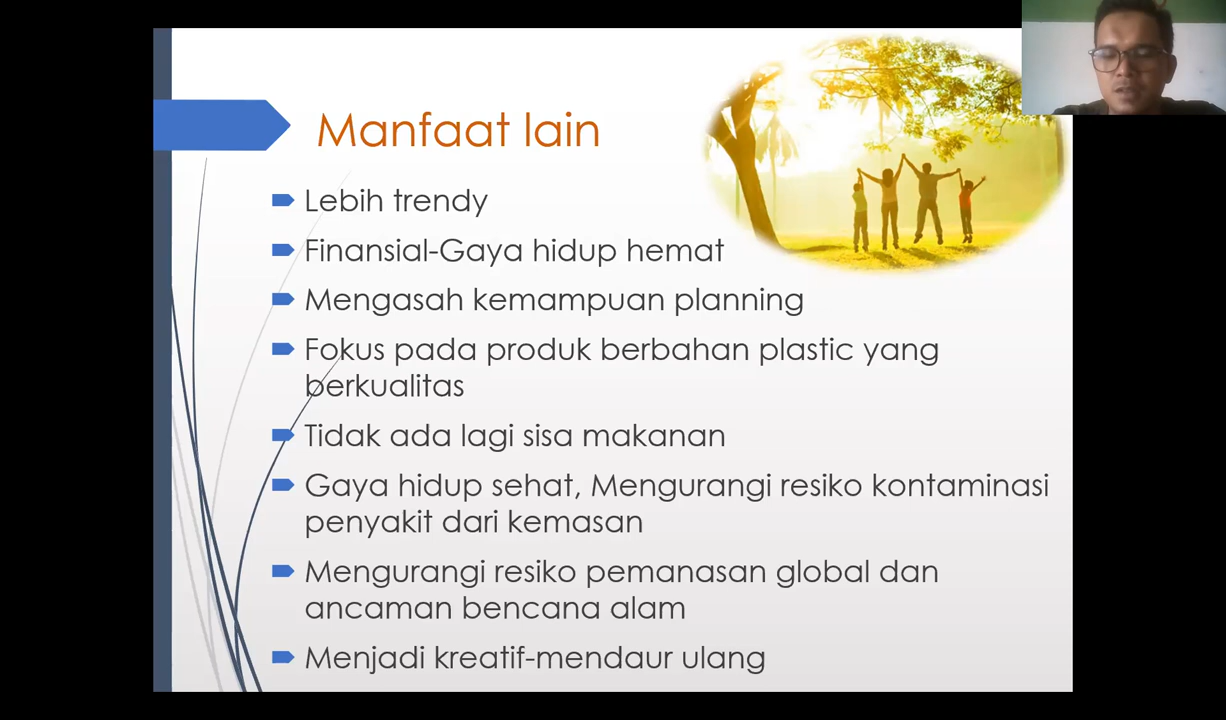 Manfaat lain
Lebih trendy
Finansial-Gaya hidup hemat
Mengasah kemampuan planning
Fokus pada produk berbahan plastic yang
berkualitas
Tidak ada lagi sisa makanan
Gaya hidup sehat, Mengurangi resiko kontaminasi
penyakit dari kemasan
Mengurangi resiko pemanasan global dan
ancaman bencana alam
Menjadi kreatif-mendaur ulang